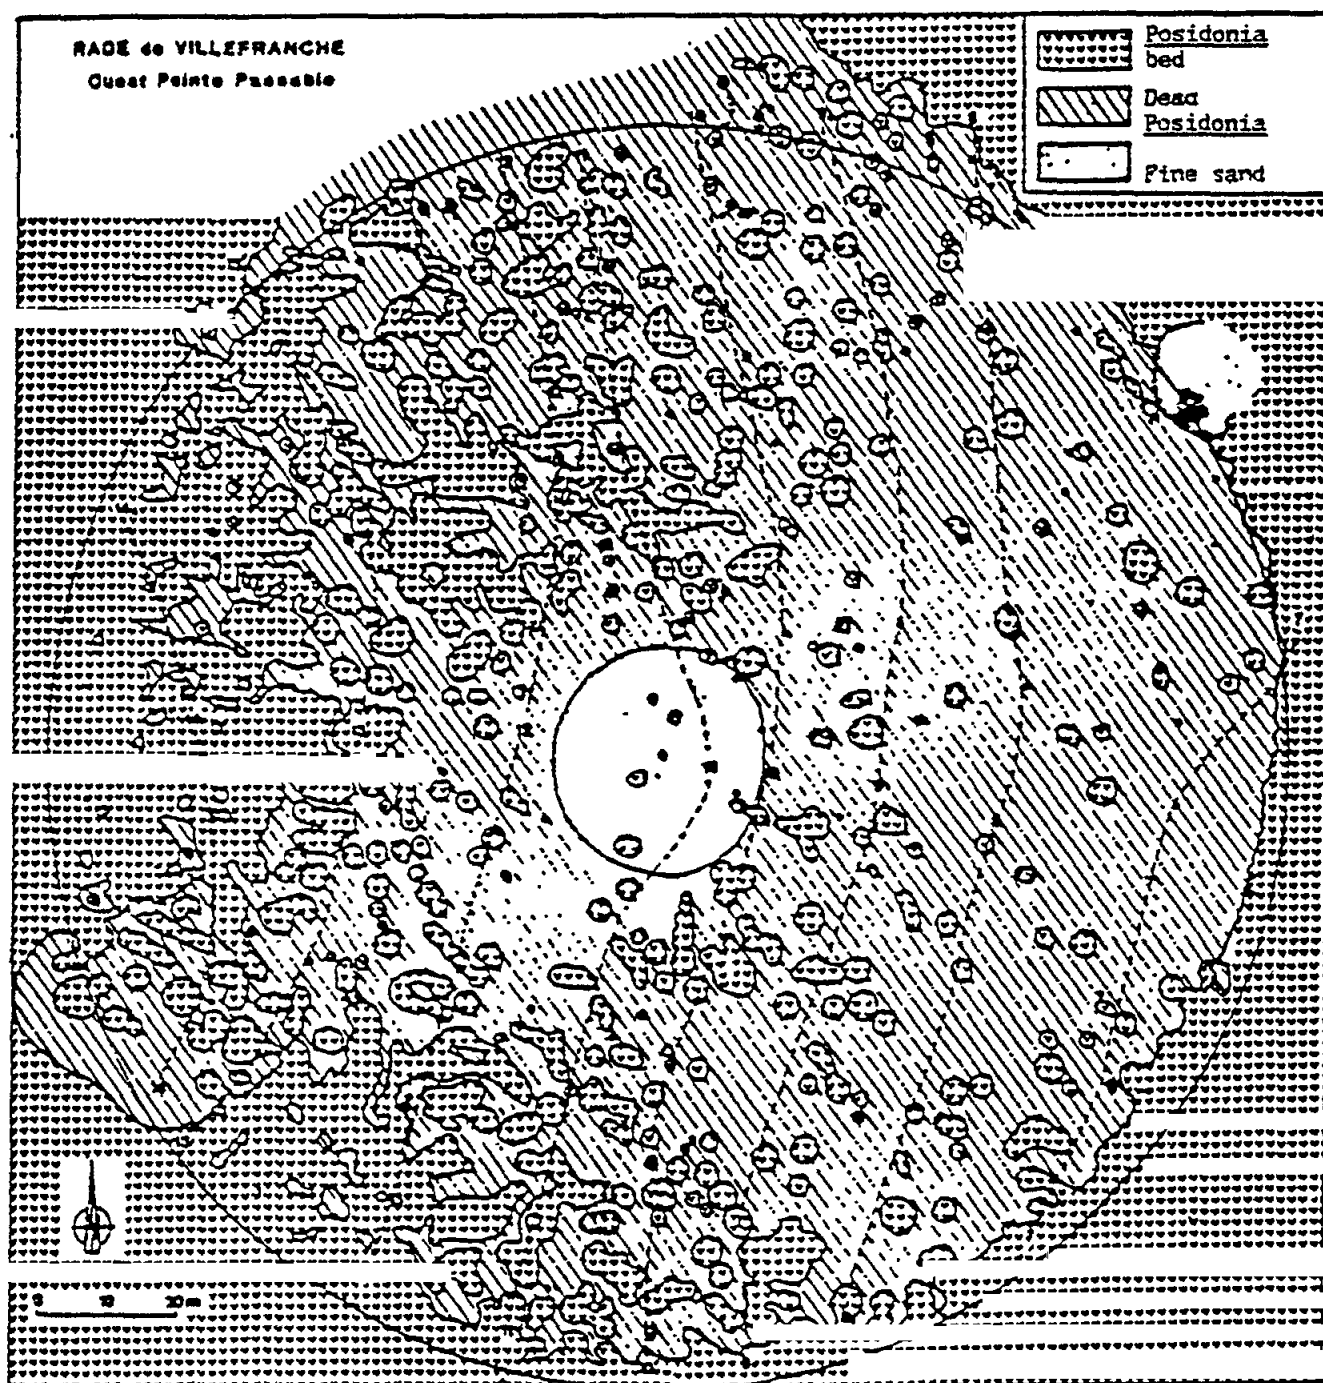 RADE de VILLEFRANCHE
Ouest Pointe Passable
Posidonia
bed
Dead
Posidonia
Fine sand
10
20m